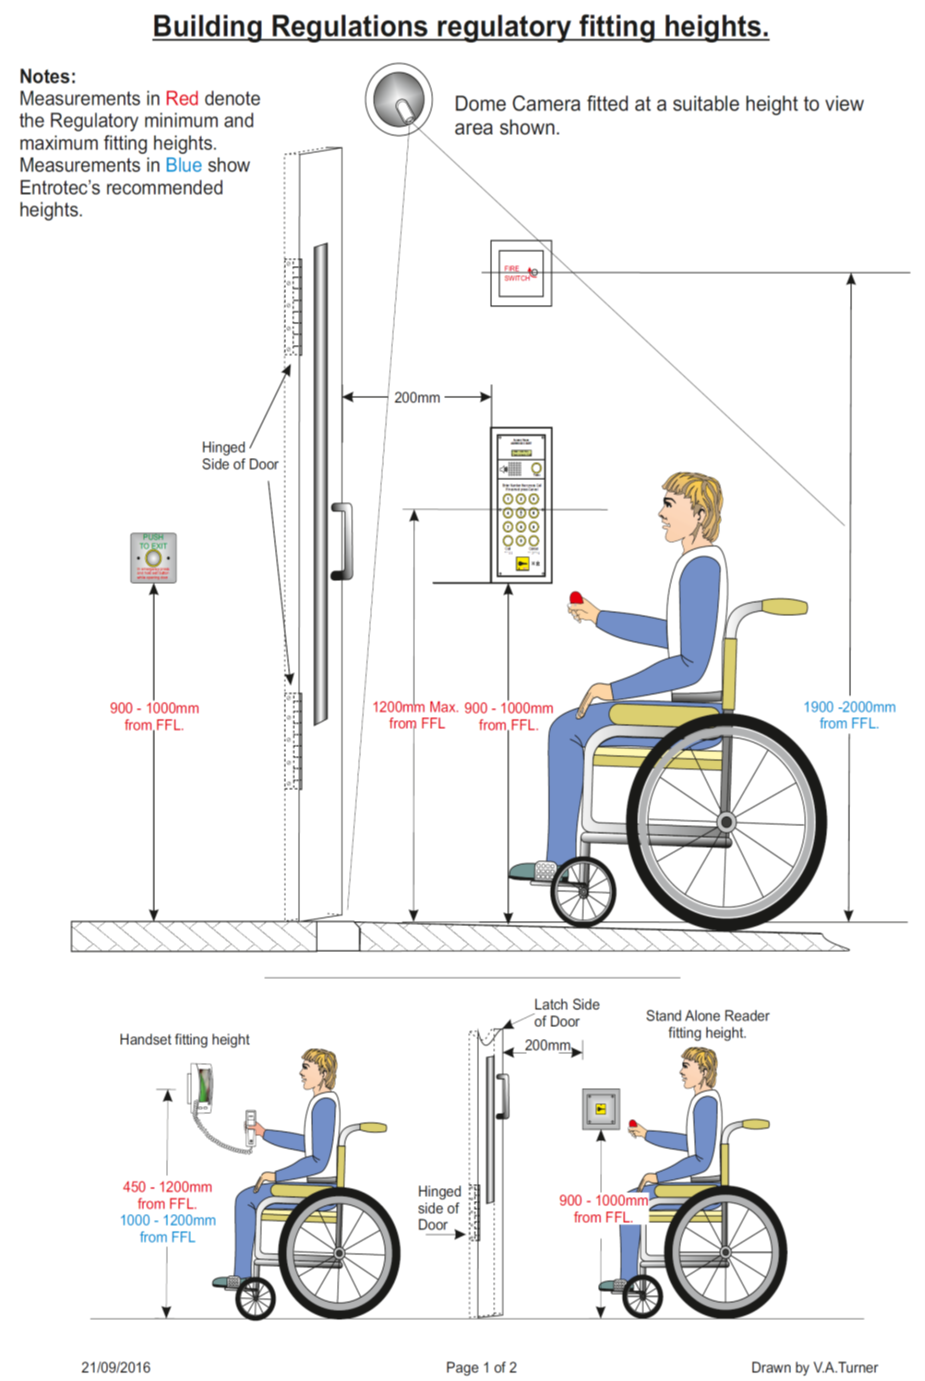 Building Regulations regulatory fitting heights.
Notes:
Measurements in Red denote
the Regulatory minimum and
maximum fitting heights.
Measurements in Blue show
Entrotec's recommended
heights.
Dome Camera fitted at a suitable height to view
area shown.
FIRE
SWITCH
200mm
Hinged
Side of Door
PUSH
TO EXIT
900 - 1000mm
from FFL.
1200mm Max.
from FFL
900 - 1000mm
from FFL.
1900 -2000mm
from FFL.
Handset fitting height
450 - 1200mm
from FFL.
1000 - 1200mm
from FFL
Latch Side
of Door
200mm
Hinged
side of
Door
Stand Alone Reader
fitting height.
900 - 1000mm
from FFL.
21/09/2016
Page 1 of 2
Drawn by V.A.Turner